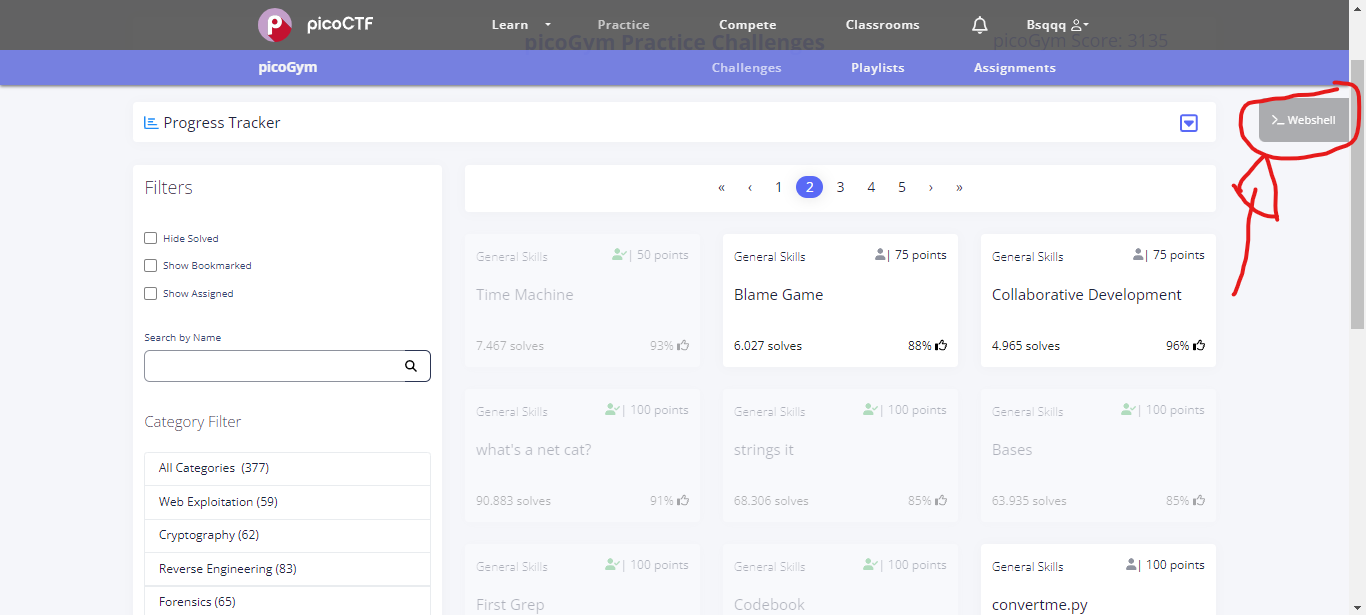 picoCTF
Learn
Practice
Compete
Classrooms
Bsqqq
picoGym Practice Challenges
picoGym Score: 3135
picoGym
Challenges
Playlists
Assignments
Progress Tracker
>_ Webshell
Filters
Hide Solved
Show Bookmarked
Show Assigned
Search by Name
Category Filter
All Categories (377)
Web Exploitation (59)
Cryptography (62)
Reverse Engineering (83)
Forensics (65)
« ‹ 1 2 3 4 5 › »
General Skills | 50 points
Time Machine
7.467 solves 93%
General Skills | 75 points
Blame Game
6.027 solves 88%
General Skills | 75 points
Collaborative Development
4.965 solves 96%
General Skills | 100 points
what's a net cat?
90.883 solves 91%
General Skills | 100 points
strings it
68.306 solves 85%
General Skills | 100 points
Bases
63.935 solves 85%
General Skills | 100 points
First Grep
General Skills | 100 points
Codebook
General Skills | 100 points
convertme.py